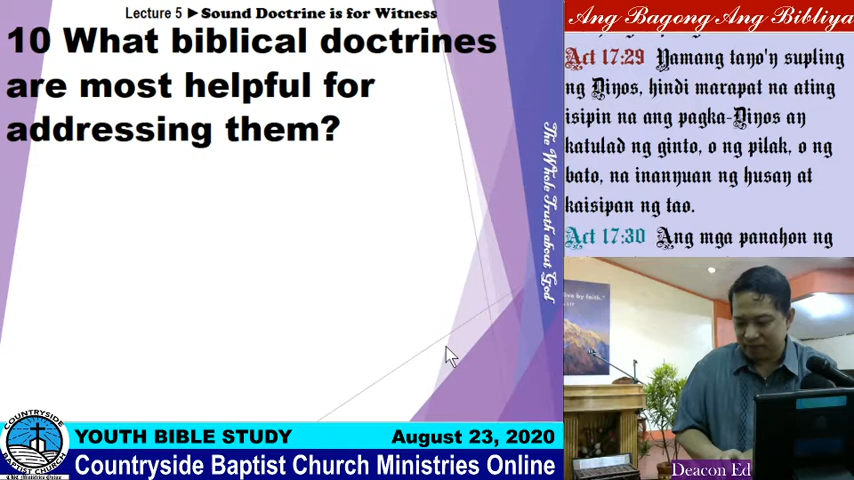 Lecture 5 ►Sound Doctrine is for Witness
10 What biblical doctrines
are most helpful for
addressing them?
The Whole Truth about God
Ang Bagong Ang Bibliya
Act 17:29 Yamang tayo'y supling
ng Diyos, hindi marapat na ating
isipin na ang pagka-Diyos ay
katulad ng ginto, o ng pilak, o ng
bato, na inanyuan ng husay at
kaisipan ng tao.
Act 17:30 Ang mga panahon ng
live by faith."
Deacon Ed
COUNTRYSIDE
BAPTIST CHURCH
YOUTH BIBLE STUDY
August 23, 2020
Countryside Baptist Church Ministries Online